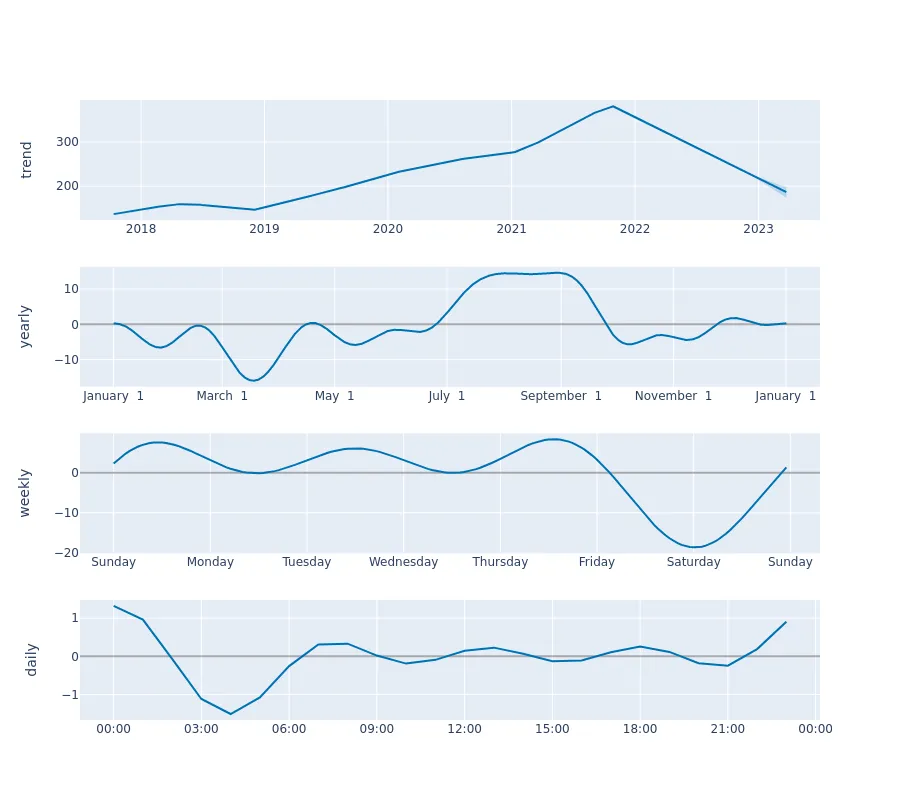 trend
300
200
2018 2019 2020 2021 2022 2023
yearly
10
0
−10
January 1 March 1 May 1 July 1 September 1 November 1 January 1
weekly
0
−10
−20
Sunday Monday Tuesday Wednesday Thursday Friday Saturday Sunday
daily
1
0
−1
00:00 03:00 06:00 09:00 12:00 15:00 18:00 21:00 00:00